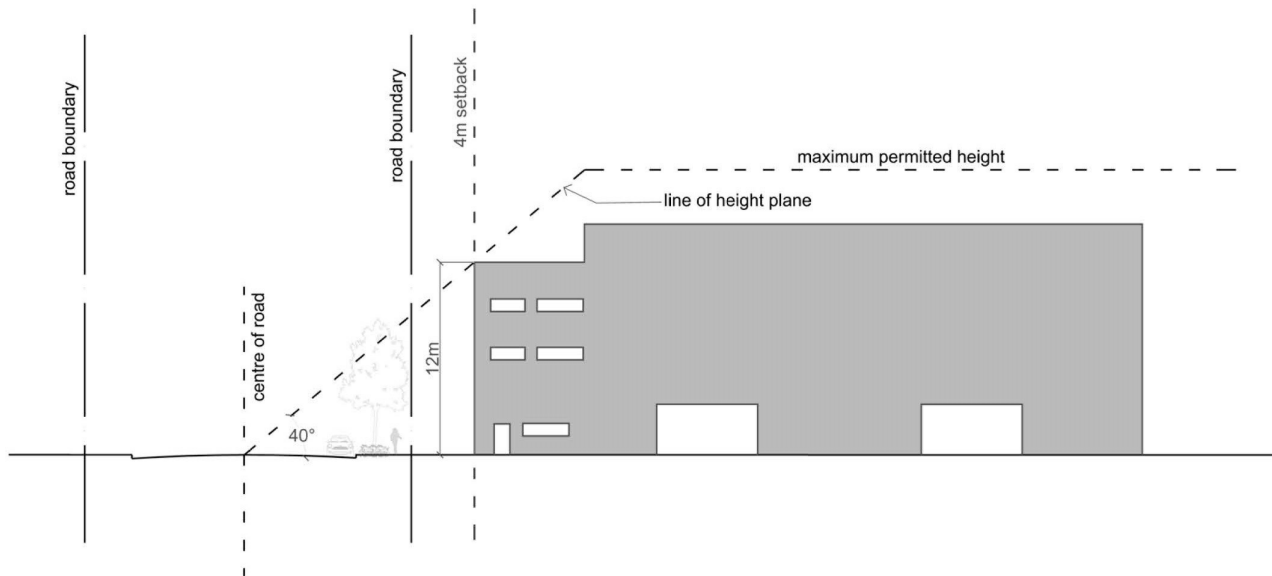 road boundary
centre of road
road boundary
4m setback
maximum permitted height
line of height plane
12m
40°